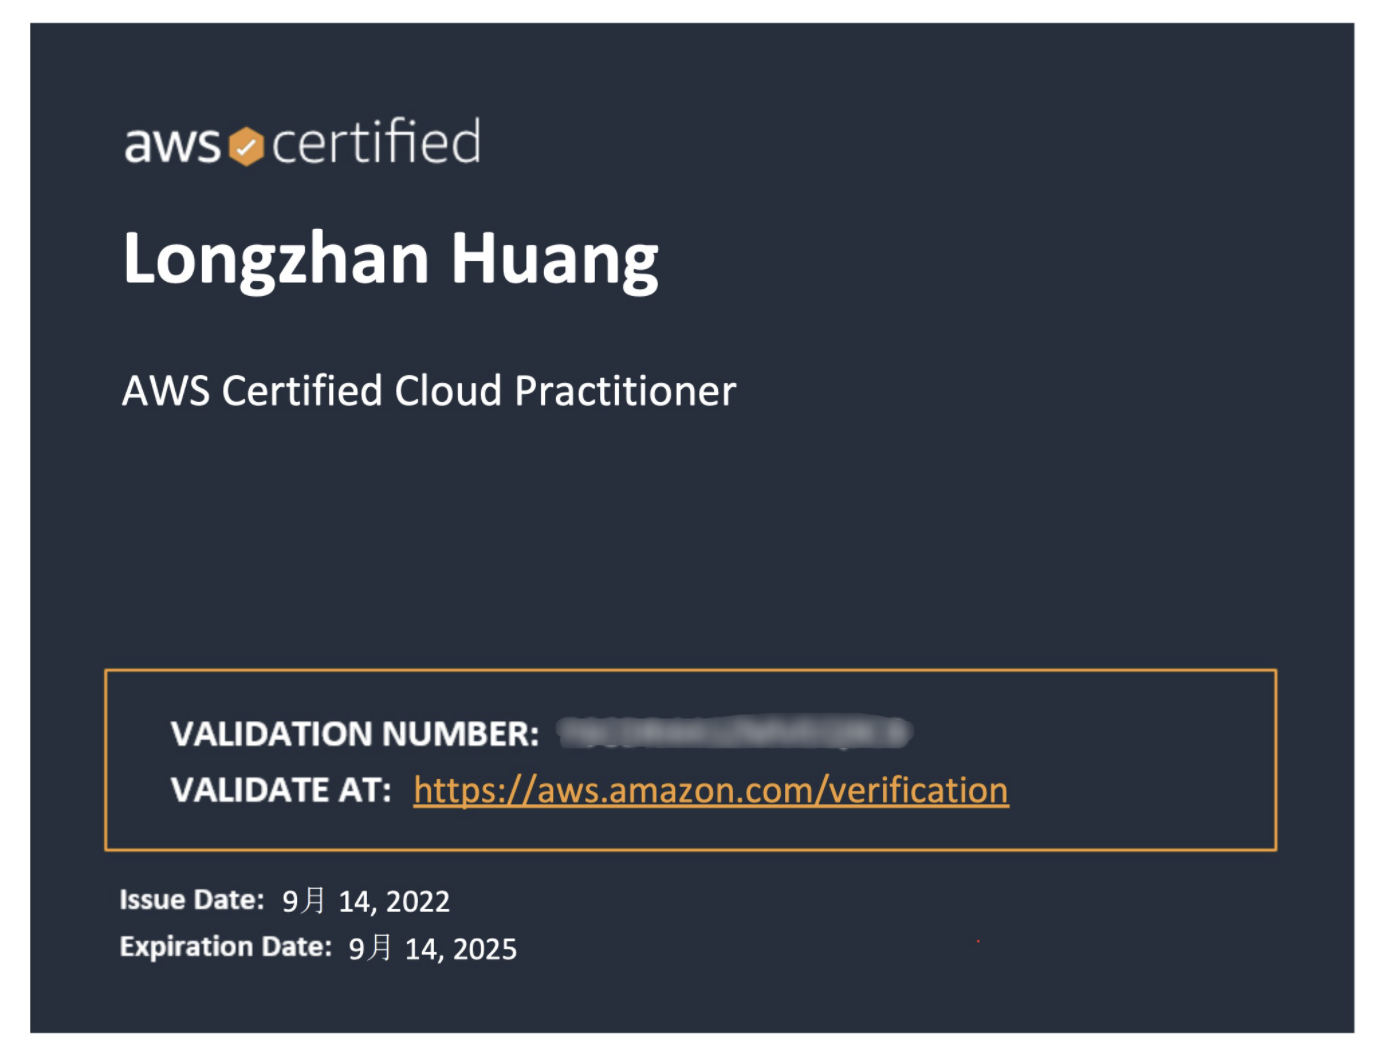 aws certified
Longzhan Huang
AWS Certified Cloud Practitioner
VALIDATION NUMBER:
VALIDATE AT: https://aws.amazon.com/verification
Issue Date: 9月 14, 2022
Expiration Date: 9月 14, 2025